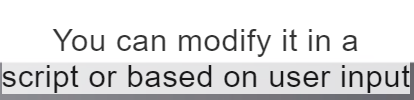 You can modify it in a
script or based on user input